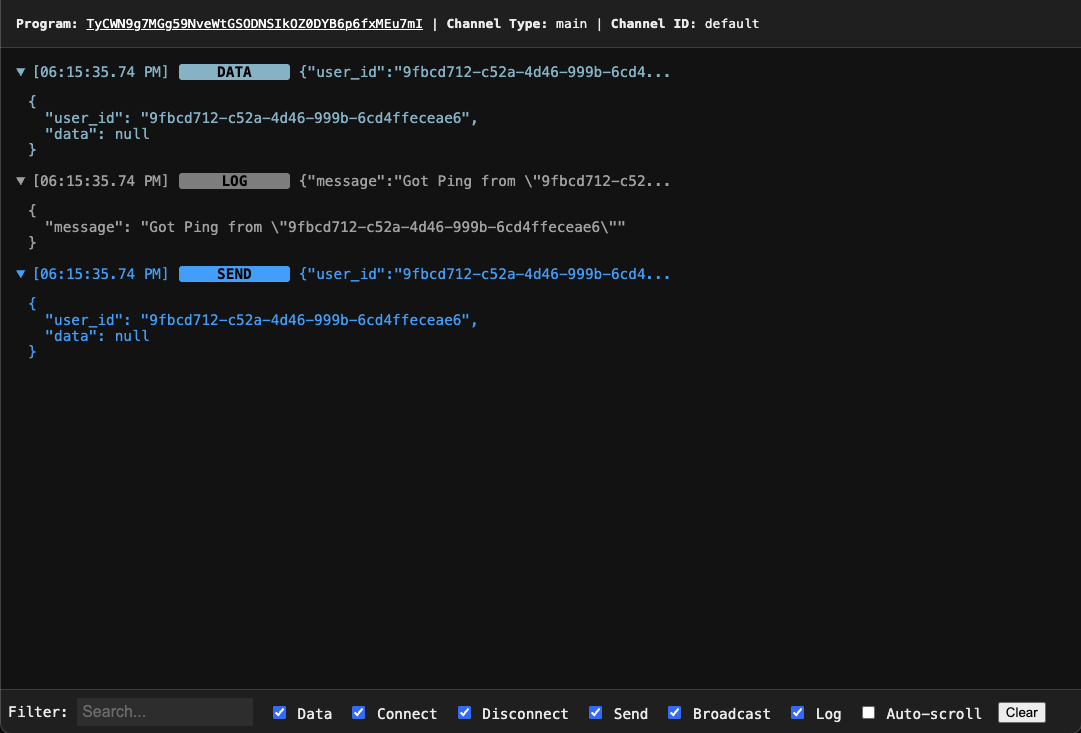 Program: TyCWN9g7MGg59NveWtGSODNSIkOZ0DYB6p6fxMEu7mI | Channel Type: main | Channel ID: default
▼ [06:15:35.74 PM] DATA {"user_id":"9fbcd712-c52a-4d46-999b-6cd4...
{
"user_id": "9fbcd712-c52a-4d46-999b-6cd4ffeceae6",
"data": null
}
▼ [06:15:35.74 PM] LOG {"message":"Got Ping from \"9fbcd712-c52...
{
"message": "Got Ping from \"9fbcd712-c52a-4d46-999b-6cd4ffeceae6\""
}
▼ [06:15:35.74 PM] SEND {"user_id":"9fbcd712-c52a-4d46-999b-6cd4...
{
"user_id": "9fbcd712-c52a-4d46-999b-6cd4ffeceae6",
"data": null
}
Filter: Search... Data Connect Disconnect Send Broadcast Log Auto-scroll Clear